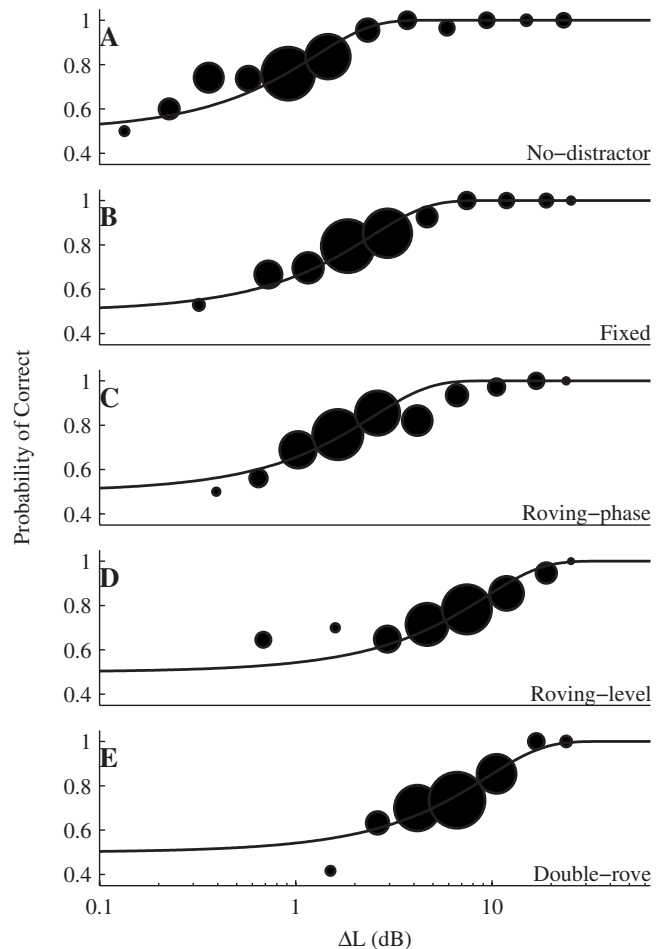 A
1
0.8
0.6
0.4
No−distractor
B
1
0.8
0.6
0.4
Fixed
C
1
0.8
0.6
0.4
Roving−phase
D
1
0.8
0.6
0.4
Roving−level
E
1
0.8
0.6
0.4
Double−rove
0.1 1 10
ΔL (dB)
Probability of Correct